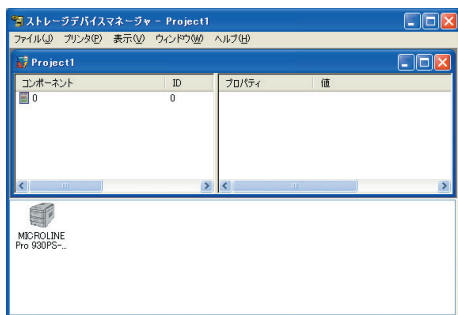 ストレージデバイスマネージャ - Project1
ファイル(J) プリンタ(P) 表示(V) ウィンドウ(W) ヘルプ(H)
Project1
コンポーネント ID プロパティ 値
0 0
MICROLINE
Pro 930PS-...